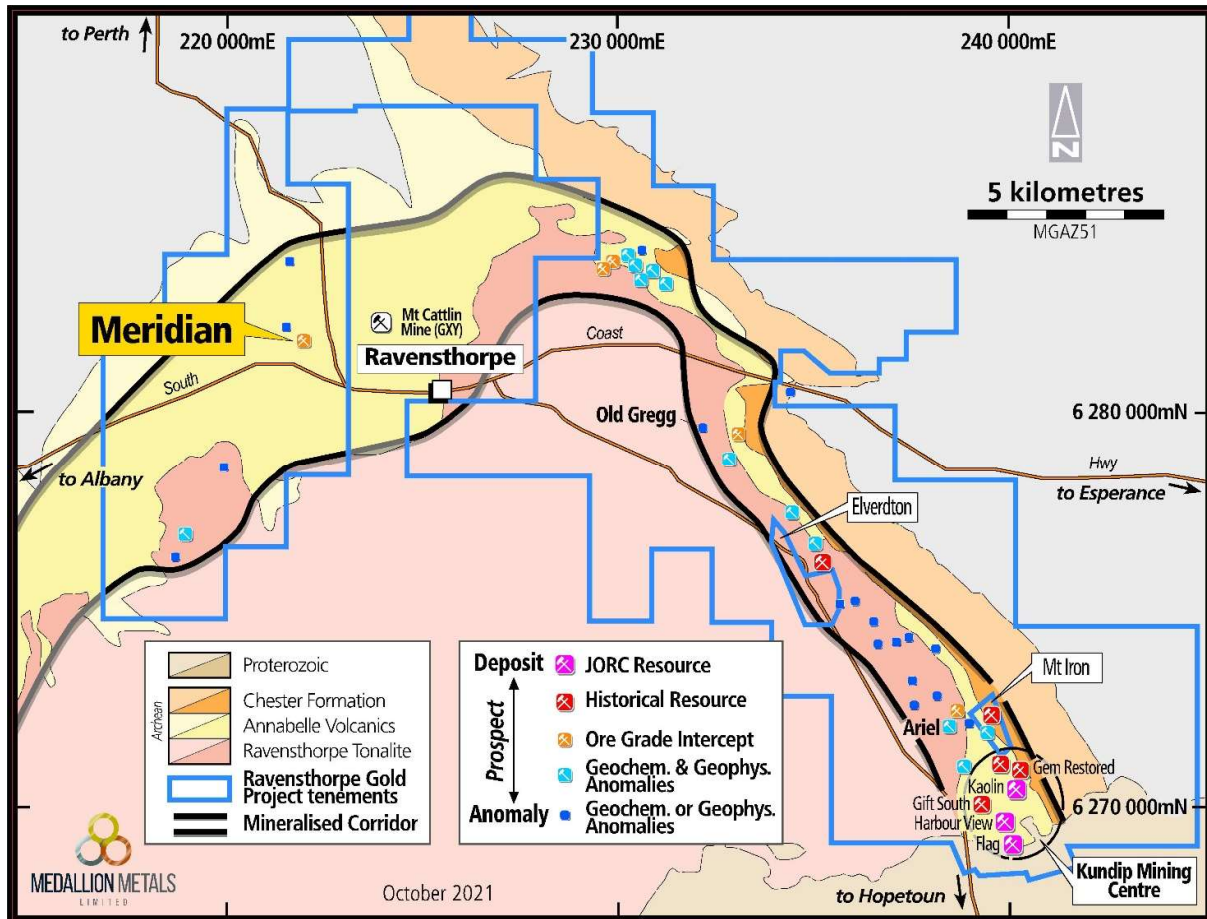 to Perth
220 000mE
230 000mE
240 000mE
N
5 kilometres
MGAZ51
Meridian
Mt Cattlin
Mine (GXY)
Ravensthorpe
Coast
South
Old Gregg
6 280 000mN
to Albany
Hwy
to Esperance
Elverdton
Mt Iron
Ariel
Gem Restored
Kaolin
Gift South
6 270 000mN
Harbour View
Flag
Kundip Mining
Centre
to Hopetoun
Proterozoic
Archean
Chester Formation
Annabelle Volcanics
Ravensthorpe Tonalite
Ravensthorpe Gold
Project tenements
Mineralised Corridor
Deposit
JORC Resource
Historical Resource
Prospect
Ore Grade Intercept
Geochem. & Geophys.
Anomalies
Anomaly
Geochem. or Geophys.
Anomalies
MEDALLION METALS
LIMITED
October 2021